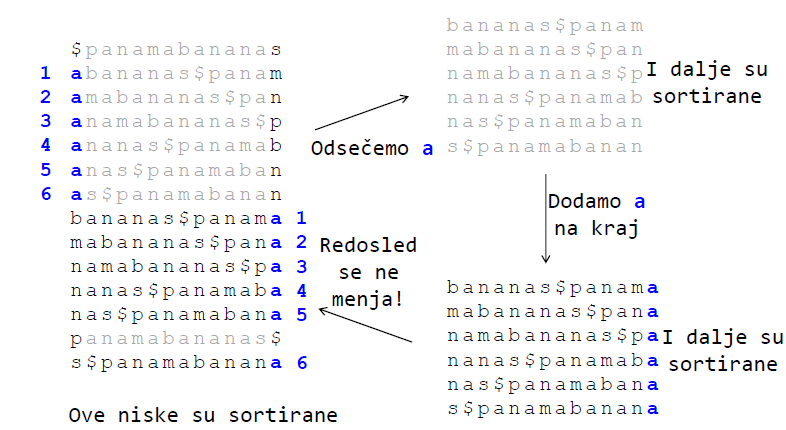 $panamabananas
1 abananas$panam
2 amabananas$pan
3 anamabananas$p
4 ananas$panamab
5 anas$panamaban
6 as$panamabanan
bananas$panama 1
mabananas$pana 2
namabananas$pa 3
nanas$panamaba 4
nas$panamabana 5
panamabananas$
s$panamabanana 6
Ove niske su sortirane
Odsečemo a
bananas$panam
mabananas$pan
namabananas$p
nanas$panamab
nas$panamaban
s$panamabanan
I dalje su
sortirane
Dodamo a
na kraj
bananas$panama
mabananas$pana
namabananas$pa
nanas$panamaba
nas$panamabana
s$panamabanana
I dalje su
sortirane
Redosled
se ne
menja!